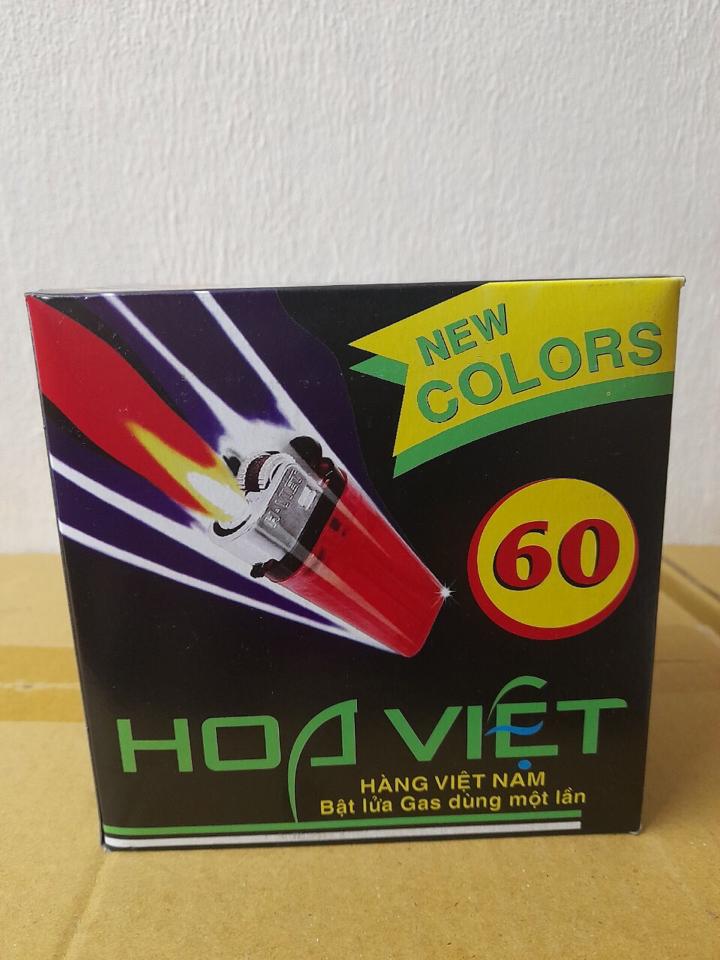 NEW
COLORS
60
HOA VIỆT
HÀNG VIỆT NAM
Bật lửa Gas dùng một lần